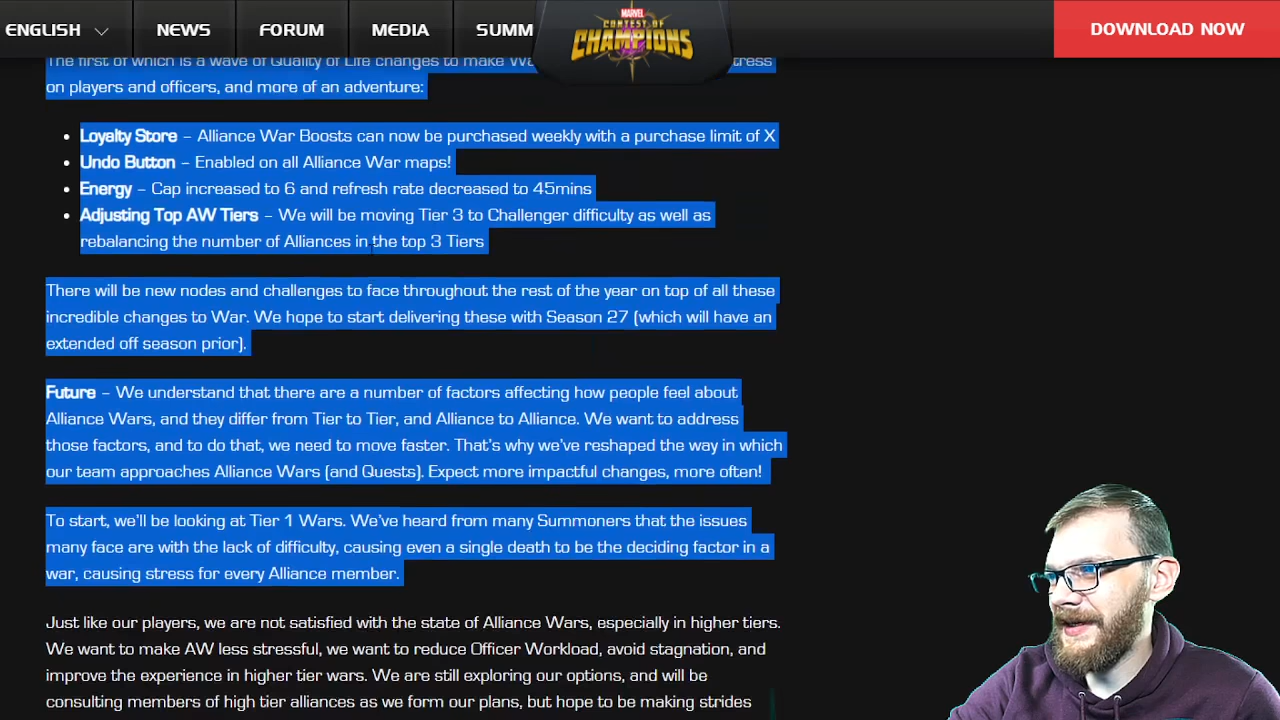 ENGLISH NEWS FORUM MEDIA SUMM MARVEL CONTEST OF CHAMPIONS DOWNLOAD NOW
The first of which is a wave of Quality of Life changes to make Wa tress
on players and officers, and more of an adventure:
• Loyalty Store – Alliance War Boosts can now be purchased weekly with a purchase limit of X
• Undo Button – Enabled on all Alliance War maps!
• Energy – Cap increased to 6 and refresh rate decreased to 45mins
• Adjusting Top AW Tiers – We will be moving Tier 3 to Challenger difficulty as well as
rebalancing the number of Alliances in the top 3 Tiers
There will be new nodes and challenges to face throughout the rest of the year on top of all these
incredible changes to War. We hope to start delivering these with Season 27 (which will have an
extended off season prior).
Future – We understand that there are a number of factors affecting how people feel about
Alliance Wars, and they differ from Tier to Tier, and Alliance to Alliance. We want to address
those factors, and to do that, we need to move faster. That's why we've reshaped the way in which
our team approaches Alliance Wars (and Quests). Expect more impactful changes, more often!
To start, we'll be looking at Tier 1 Wars. We've heard from many Summoners that the issues
many face are with the lack of difficulty, causing even a single death to be the deciding factor in a
war, causing stress for every Alliance member.
Just like our players, we are not satisfied with the state of Alliance Wars, especially in higher tiers.
We want to make AW less stressful, we want to reduce Officer Workload, avoid stagnation, and
improve the experience in higher tier wars. We are still exploring our options, and will be
consulting members of high tier alliances as we form our plans, but hope to be making strides